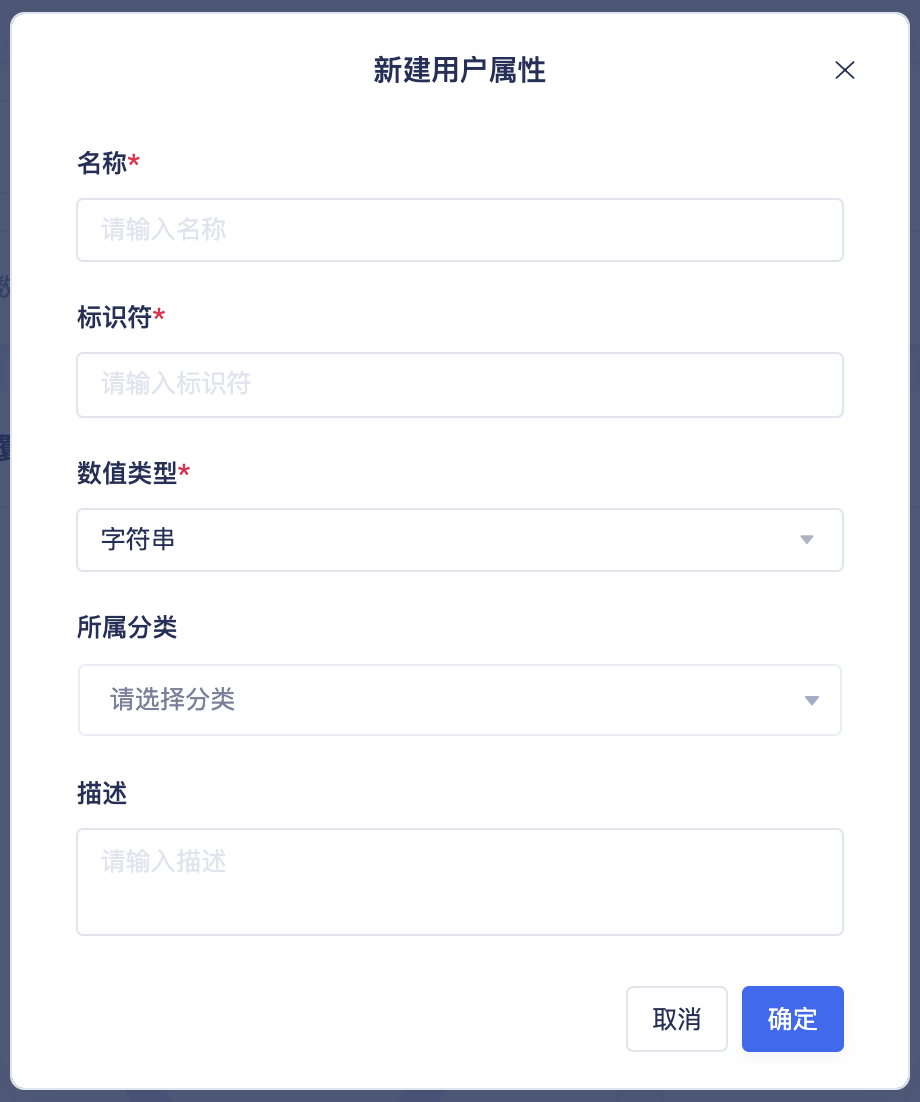 新建用户属性
名称*
请输入名称
标识符*
请输入标识符
数值类型*
字符串
所属分类
请选择分类
描述
请输入描述
取消
确定